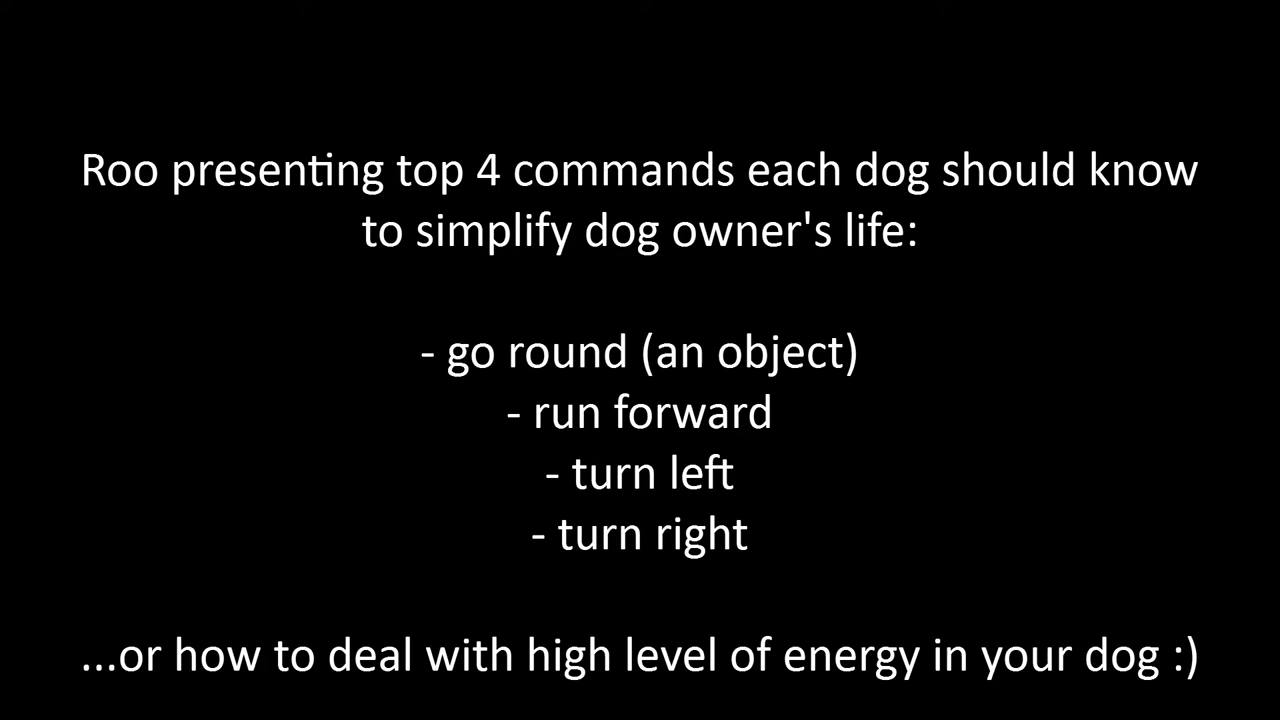 Roo presenting top 4 commands each dog should know
to simplify dog owner's life:
- go round (an object)
- run forward
- turn left
- turn right
...or how to deal with high level of energy in your dog :)